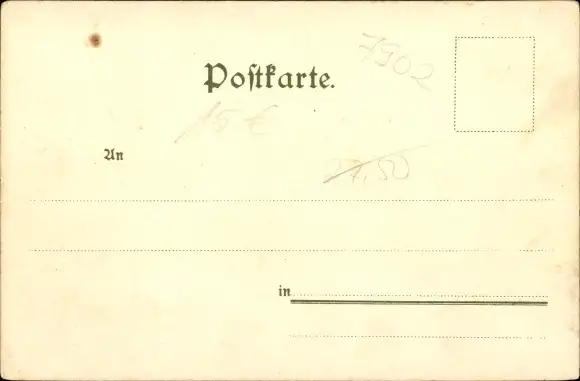 7902
Postkarte.
15 €
An
27,50
in